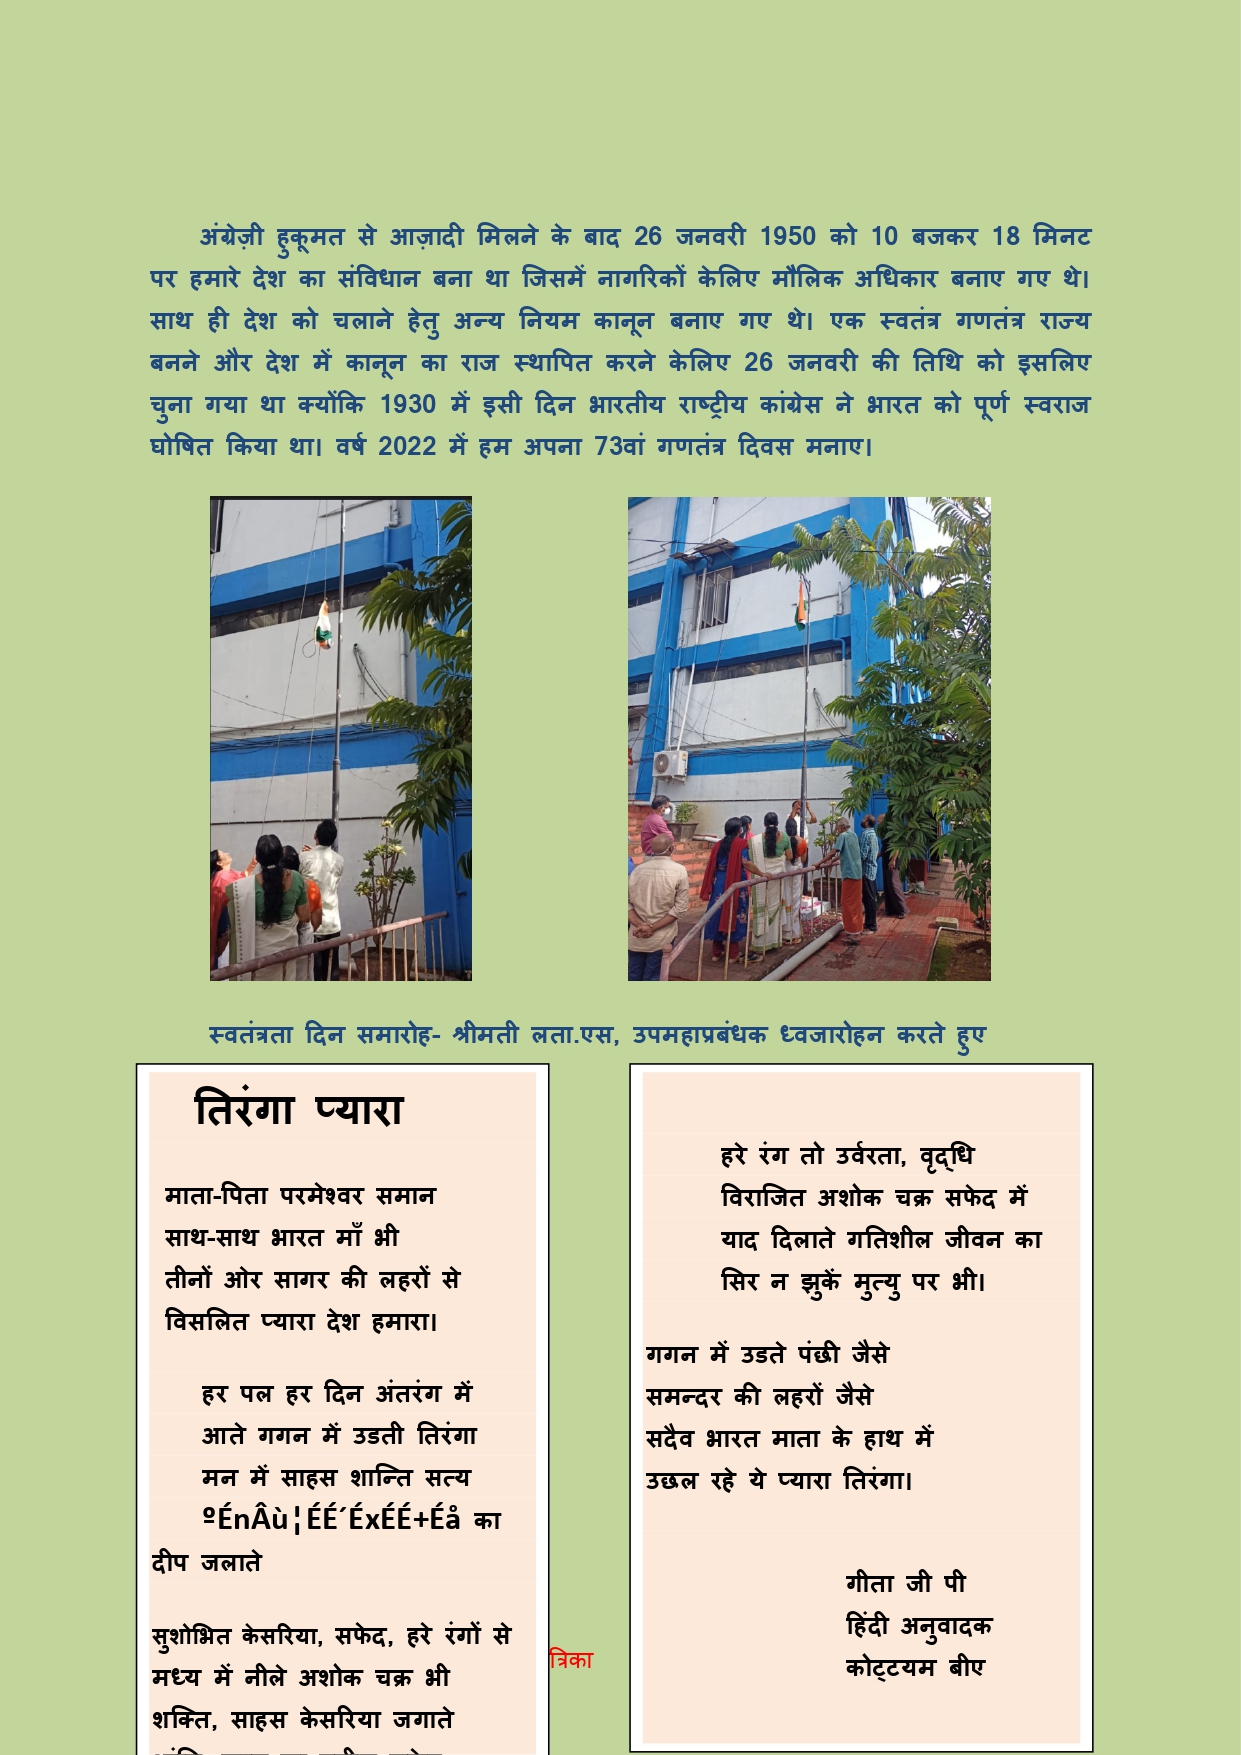 अंग्रेज़ी हुकूमत से आज़ादी मिलने के बाद 26 जनवरी 1950 को 10 बजकर 18 मिनट
पर हमारे देश का संविधान बना था जिसमें नागरिकों केलिए मौलिक अधिकार बनाए गए थे।
साथ ही देश को चलाने हेतु अन्य नियम कानून बनाए गए थे। एक स्वतंत्र गणतंत्र राज्य
बनने और देश में कानून का राज स्थापित करने केलिए 26 जनवरी की तिथि को इसलिए
चुना गया था क्योंकि 1930 में इसी दिन भारतीय राष्ट्रीय कांग्रेस ने भारत को पूर्ण स्वराज
घोषित किया था। वर्ष 2022 में हम अपना 73वां गणतंत्र दिवस मनाए।
स्वतंत्रता दिन समारोह- श्रीमती लता.एस, उपमहाप्रबंधक ध्वजारोहन करते हुए
तिरंगा प्यारा
माता-पिता परमेश्वर समान
साथ-साथ भारत माँ भी
तीनों ओर सागर की लहरों से
विसलित प्यारा देश हमारा।
हर पल हर दिन अंतरंग में
आते गगन में उडती तिरंगा
मन में साहस शान्ति सत्य
ºÉnÂù¦ÉÉ´ÉxÉÉ+Éå का
दीप जलाते
सुशोभित केसरिया, सफेद, हरे रंगों से
मध्य में नीले अशोक चक्र भी
शक्ति, साहस केसरिया जगाते
हरे रंग तो उर्वरता, वृद्धि
विराजित अशोक चक्र सफेद में
याद दिलाते गतिशील जीवन का
सिर न झुकें मुत्यु पर भी।
गगन में उडते पंछी जैसे
समन्दर की लहरों जैसे
सदैव भारत माता के हाथ में
उछल रहे ये प्यारा तिरंगा।
गीता जी पी
हिंदी अनुवादक
कोट्टयम बीए
त्रिका